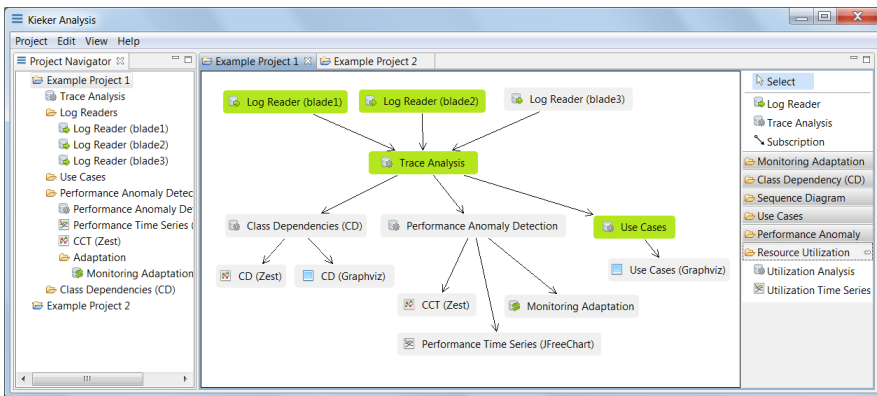 Kieker Analysis
Project Edit View Help
Project Navigator
Example Project 1
Trace Analysis
Log Readers
Log Reader (blade1)
Log Reader (blade2)
Log Reader (blade3)
Use Cases
Performance Anomaly Detec
Performance Anomaly De
Performance Time Series (
CCT (Zest)
Adaptation
Monitoring Adaptation
Class Dependencies (CD)
Example Project 2
Example Project 1 Example Project 2
Log Reader (blade1) Log Reader (blade2) Log Reader (blade3)
Trace Analysis
Class Dependencies (CD) Performance Anomaly Detection Use Cases
CD (Zest) CD (Graphviz) Use Cases (Graphviz)
CCT (Zest) Monitoring Adaptation
Performance Time Series (JFreeChart)
Select
Log Reader
Trace Analysis
Subscription
Monitoring Adaptation
Class Dependency (CD)
Sequence Diagram
Use Cases
Performance Anomaly
Resource Utilization
Utilization Analysis
Utilization Time Series